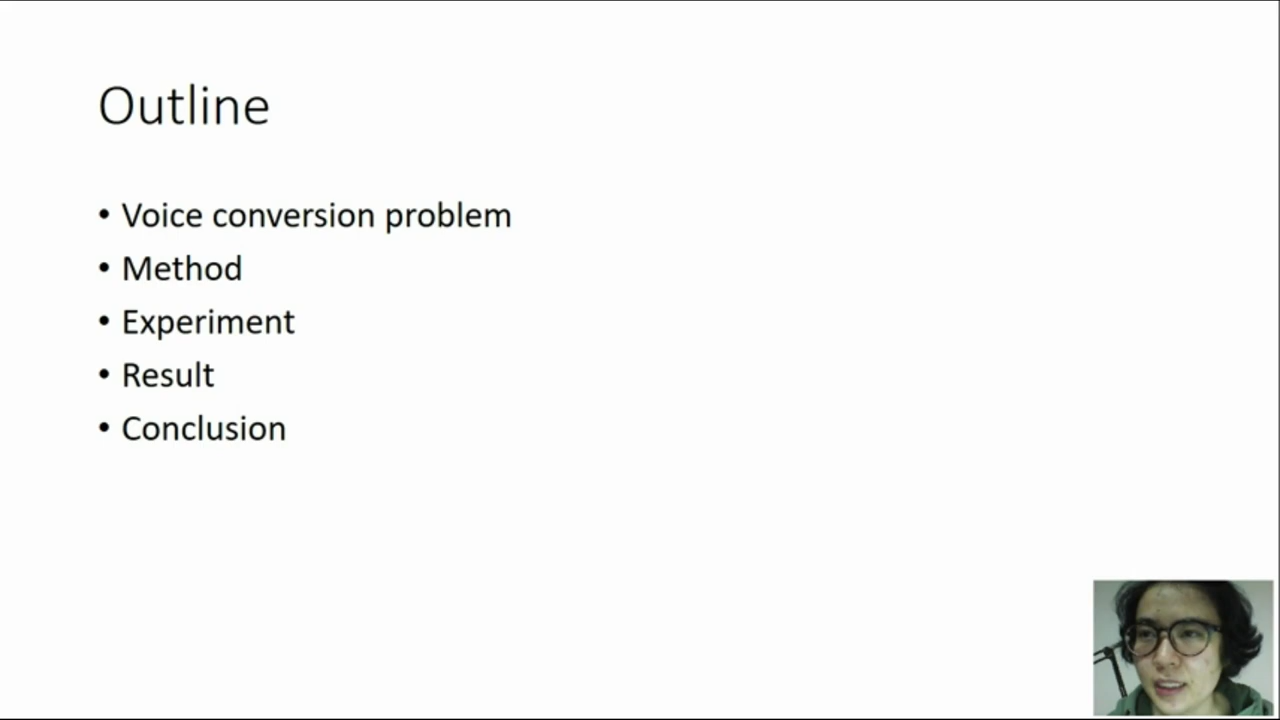 Outline
• Voice conversion problem
• Method
• Experiment
• Result
• Conclusion